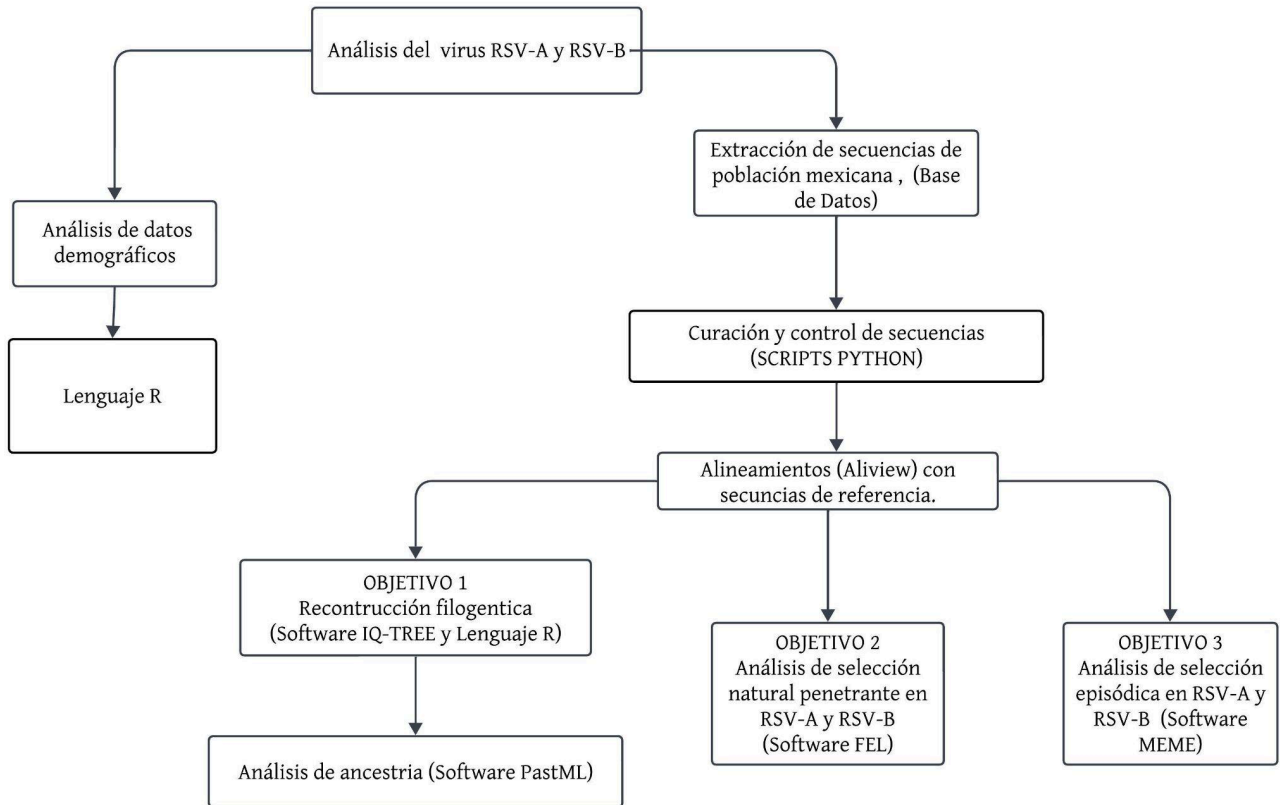 Análisis del virus RSV-A y RSV-B
Extracción de secuencias de
población mexicana , (Base
de Datos)
Análisis de datos
demográficos
Curación y control de secuencias
(SCRIPTS PYTHON)
Lenguaje R
Alineamientos (Aliview) con
secuncias de referencia.
OBJETIVO 1
Recontrucción filogentica
(Software IQ-TREE y Lenguaje R)
OBJETIVO 2
Análisis de selección
natural penetrante en
RSV-A y RSV-B
(Software FEL)
OBJETIVO 3
Análisis de selección
episódica en RSV-A y
RSV-B (Software
MEME)
Análisis de ancestria (Software PastML)